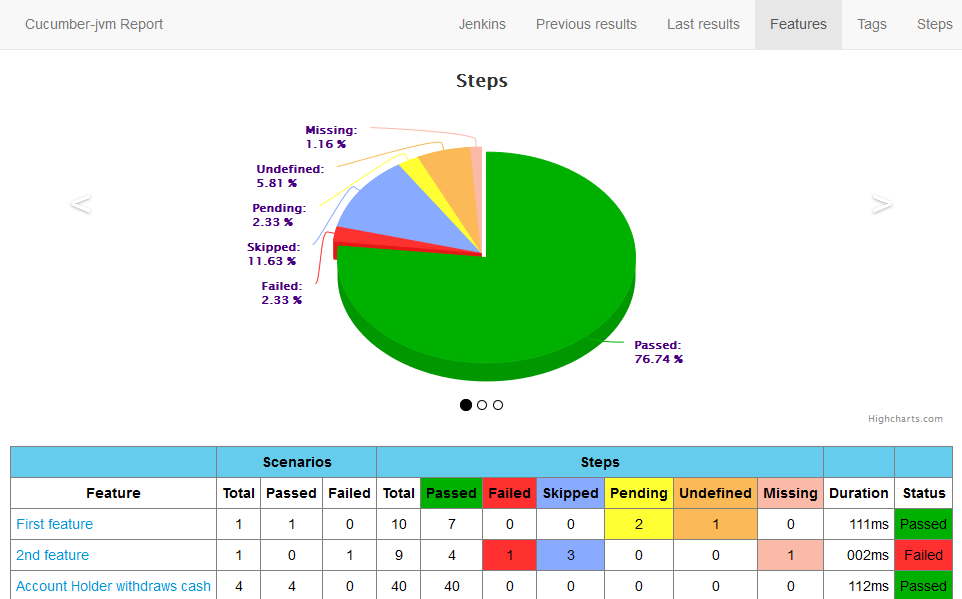 Cucumber-jvm Report Jenkins Previous results Last results Features Tags Steps
Steps
Missing:
1.16 %
Undefined:
5.81 %
Pending:
2.33 %
Skipped:
11.63 %
Failed:
2.33 %
Passed:
76.74 %
< >
Highcharts.com
Scenarios Steps
Feature Total Passed Failed Total Passed Failed Skipped Pending Undefined Missing Duration Status
First feature 1 1 0 10 7 0 0 2 1 0 111ms Passed
2nd feature 1 0 1 9 4 1 3 0 0 1 002ms Failed
Account Holder withdraws cash 4 4 0 40 40 0 0 0 0 0 112ms Passed